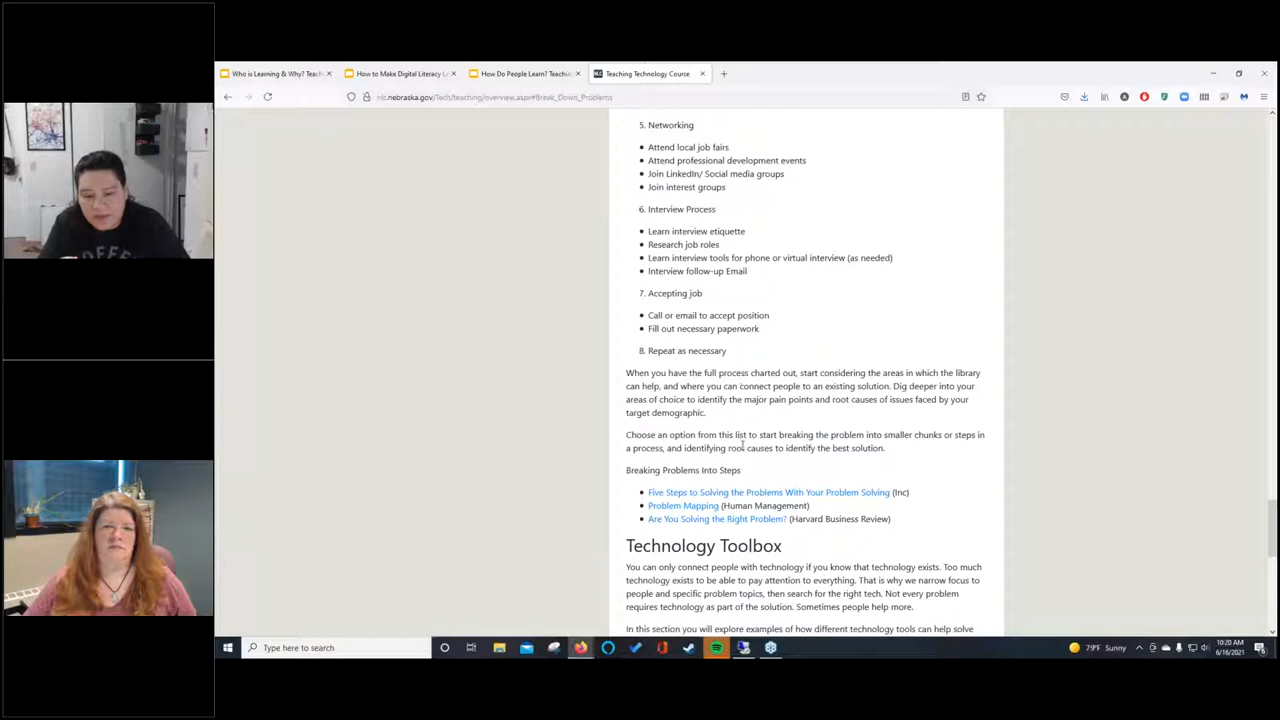 Who is Learning & Why? Teach
How to Make Digital Literacy L
How Do People Learn? Teachin
Teaching Technology Course
nlc.nebraska.gov/Tech/teaching/overview.aspx#Break_Down_Problems
5. Networking
• Attend local job fairs
• Attend professional development events
• Join LinkedIn/ Social media groups
• Join interest groups
6. Interview Process
• Learn interview etiquette
• Research job roles
• Learn interview tools for phone or virtual interview (as needed)
• Interview follow-up Email
7. Accepting job
• Call or email to accept position
• Fill out necessary paperwork
8. Repeat as necessary
When you have the full process charted out, start considering the areas in which the library
can help, and where you can connect people to an existing solution. Dig deeper into your
areas of choice to identify the major pain points and root causes of issues faced by your
target demographic.
Choose an option from this list to start breaking the problem into smaller chunks or steps in
a process, and identifying root causes to identify the best solution.
Breaking Problems Into Steps
• Five Steps to Solving the Problems With Your Problem Solving (Inc)
• Problem Mapping (Human Management)
• Are You Solving the Right Problem? (Harvard Business Review)
Technology Toolbox
You can only connect people with technology if you know that technology exists. Too much
technology exists to be able to pay attention to everything. That is why we narrow focus to
people and specific problem topics, then search for the right tech. Not every problem
requires technology as part of the solution. Sometimes people help more.
In this section you will explore examples of how different technology tools can help solve
Type here to search
79°F Sunny
10:20 AM
6/16/2021